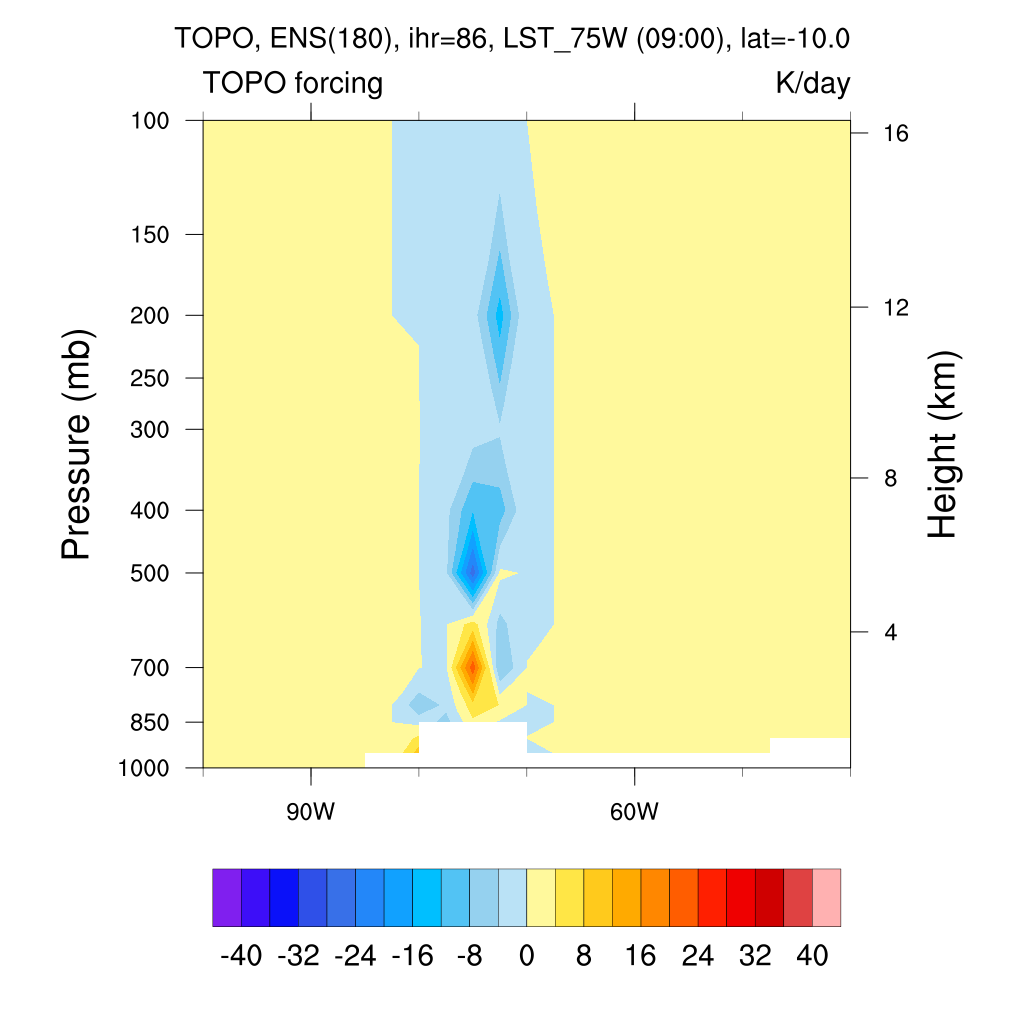 TOPO, ENS(180), ihr=86, LST_75W (09:00), lat=-10.0
TOPO forcing K/day
100
150
200
250
300
400
500
700
850
1000
Pressure (mb)
16
12
8
4
Height (km)
90W 60W
-40 -32 -24 -16 -8 0 8 16 24 32 40